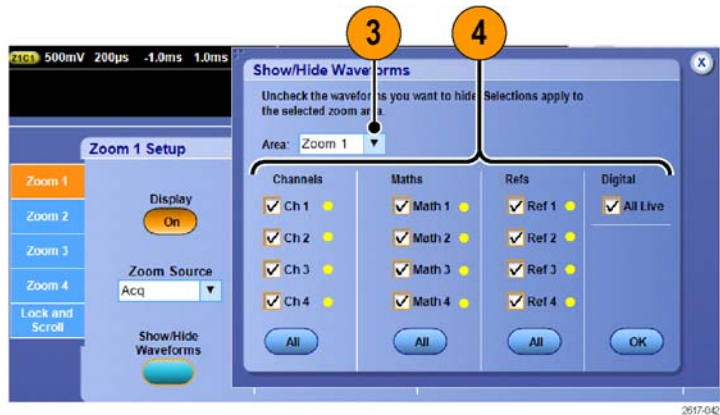 3 4
Z1C1 500mV 200µs -1.0ms 1.0ms
Show/Hide Waveforms
X
Uncheck the waveforms you want to hide. Selections apply to
the selected zoom area.
Area: Zoom 1
Zoom 1 Setup
Channels Maths Refs Digital
Zoom 1
Display
Ch 1 Math 1 Ref 1 All Live
Zoom 2
On
Ch 2 Math 2 Ref 2
Zoom 3
Zoom Source
Ch 3 Math 3 Ref 3
Zoom 4
Acq
Ch 4 Math 4 Ref 4
Lock and
Scroll
Show/Hide
Waveforms
All All All OK
2617-042